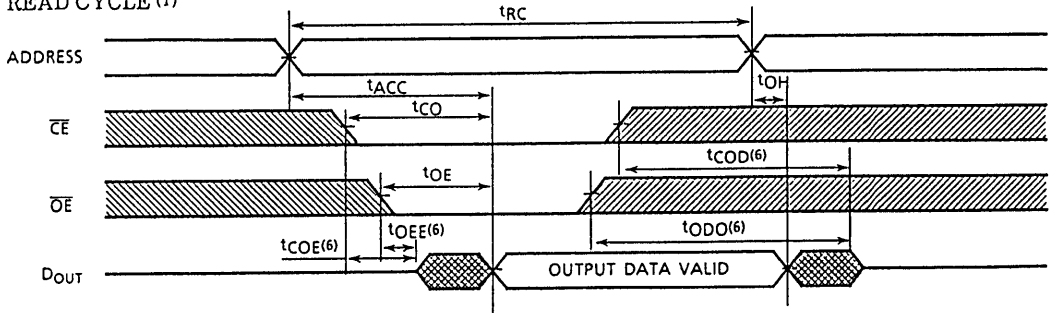 READ CYCLE (1)
tRC
ADDRESS
tOH
tACC
tCO
CE
tCOD(6)
tOE
OE
tODO(6)
tOEE(6)
tCOE(6)
DOUT
OUTPUT DATA VALID